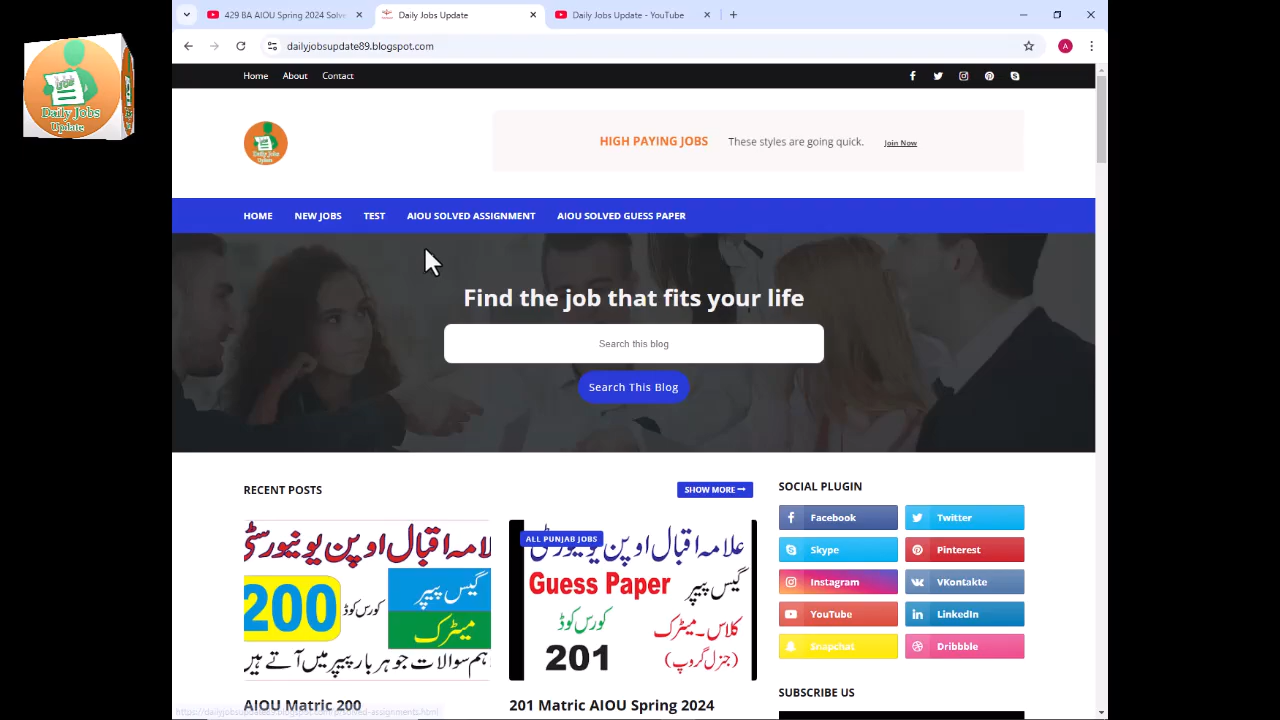 429 BA AIOU Spring 2024 Solv
Daily Jobs Update
Daily Jobs Update - YouTube
dailyjobsupdate89.blogspot.com
A
Daily Jobs
Update
Home About Contact
HIGH PAYING JOBS These styles are going quick. Join Now
HOME NEW JOBS TEST AIOU SOLVED ASSIGNMENT AIOU SOLVED GUESS PAPER
Find the job that fits your life
Search this blog
Search This Blog
RECENT POSTS
SHOW MORE
علامہ اقبال اوپن یونیورسٹی
200
کورس کوڈ
گیس پیپر
میٹرک
ہم سوالات جو ہر بار پیپر میں آتے ہیں
AIOU Matric 200
ALL PUNJAB JOBS
علامہ اقبال اوپن یونیورسٹی
Guess Paper گیس پیپر
کورس کوڈ
201
کلاس۔میٹرک
(جنرل گروپ)
201 Matric AIOU Spring 2024
SOCIAL PLUGIN
Facebook Twitter
Skype Pinterest
Instagram VKontakte
YouTube LinkedIn
Snapchat Dribbble
SUBSCRIBE US